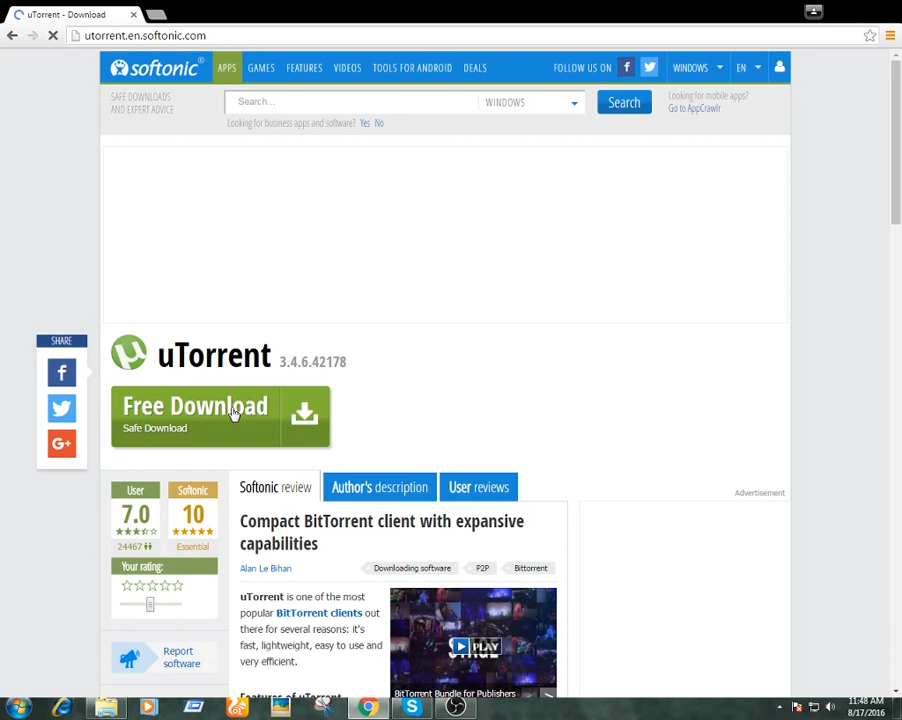 uTorrent - Download
utorrent.en.softonic.com
softonic APPS GAMES FEATURES VIDEOS TOOLS FOR ANDROID DEALS FOLLOW US ON WINDOWS EN
SAFE DOWNLOADS
AND EXPERT ADVICE
Search... WINDOWS Search
Looking for mobile apps?
Go to AppCrawlr
Looking for business apps and software? Yes No
SHARE
uTorrent 3.4.6.42178
Free Download
Safe Download
Softonic review Author's description User reviews
Advertisement
User Softonic
7.0 10
24467 Essential
Your rating:
Report
software
Compact BitTorrent client with expansive
capabilities
Alan Le Bihan Downloading software P2P Bittorrent
uTorrent is one of the most
popular BitTorrent clients out
there for several reasons: it's
fast, lightweight, easy to use and
very efficient.
Features of uTorrent
PLAY
BitTorrent Bundle for Publishers
11:48 AM
8/17/2016